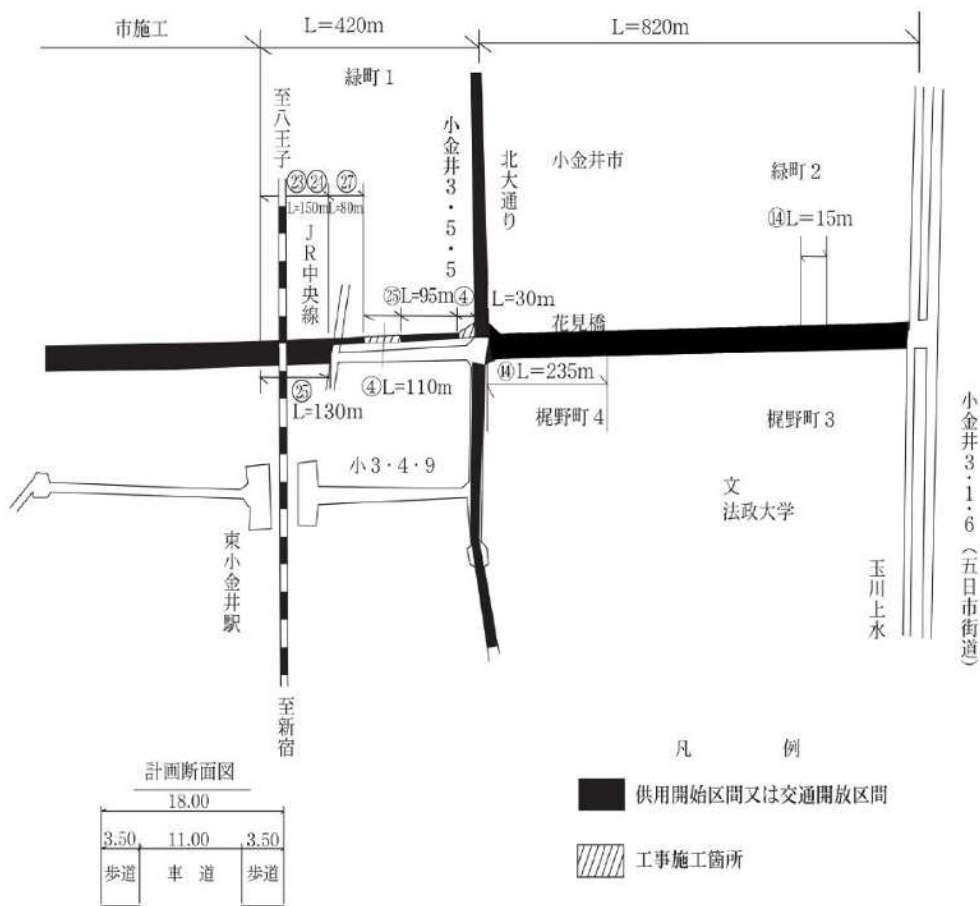 市施工
L=420m
L=820m
緑町1
至八王子
小金井3・5・5
北大通り
小金井市
緑町2
㉓㉔
㉗
L=150m
L=80m
⑭L=15m
JR中央線
㉕L=95m
④
L=30m
花見橋
㉕
L=130m
④L=110m
⑭L=235m
梶野町4
梶野町3
小3・4・9
文
法政大学
小金井3・1・6(五日市街道)
東小金井駅
玉川上水
至新宿
計画断面図
18.00
3.50
11.00
3.50
歩道
車 道
歩道
凡 例
供用開始区間又は交通開放区間
工事施工箇所